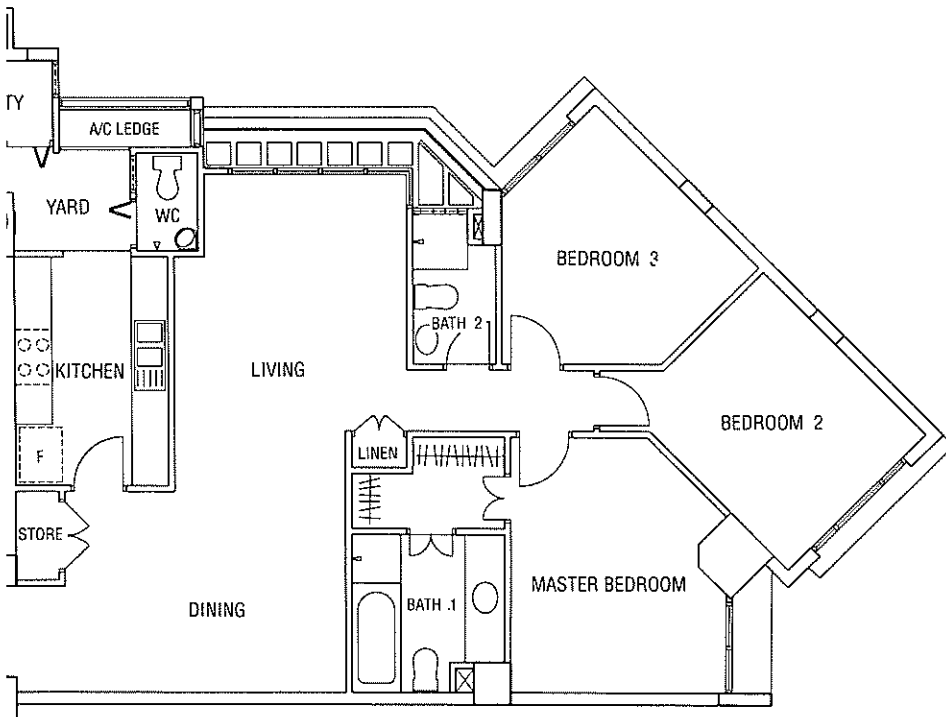 TY
A/C LEDGE
YARD
WC
BEDROOM 3
BATH 2
LIVING
KITCHEN
BEDROOM 2
LINEN
F
STORE
MASTER BEDROOM
DINING
BATH .1